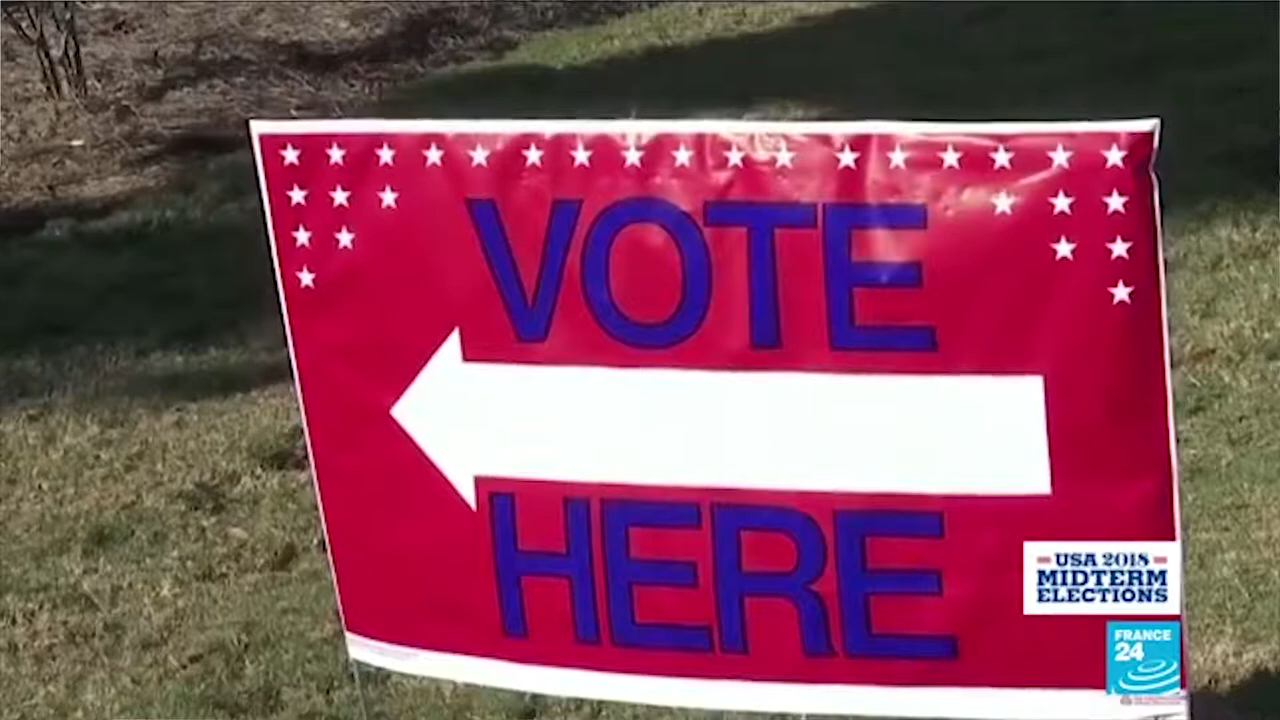 VOTE
HERE
USA 2018
MIDTERM
ELECTIONS
FRANCE
24